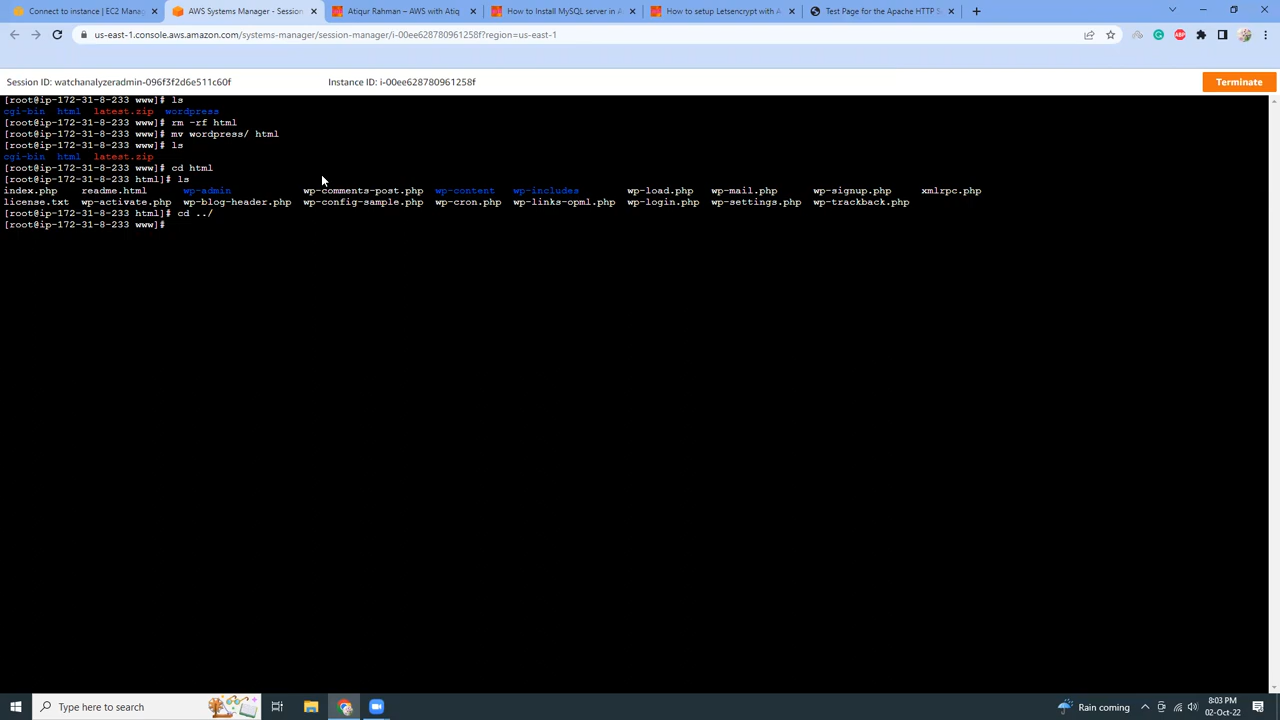 Connect to instance | EC2 Manag
AWS Systems Manager - Session
Atiqur Rahman – AWS with Atiq
How to Install MySQL server in A
How to setup Letsencrypt with A
Test Page for the Apache HTTP S
us-east-1.console.aws.amazon.com/systems-manager/session-manager/i-00ee628780961258f?region=us-east-1
Session ID: watchanalyzeradmin-096f3f2d6e511c60f
Instance ID: i-00ee628780961258f
Terminate
[root@ip-172-31-8-233 www]# ls
cgi-bin html latest.zip wordpress
[root@ip-172-31-8-233 www]# rm -rf html
[root@ip-172-31-8-233 www]# mv wordpress/ html
[root@ip-172-31-8-233 www]# ls
cgi-bin html latest.zip
[root@ip-172-31-8-233 www]# cd html
[root@ip-172-31-8-233 html]# ls
index.php readme.html wp-admin wp-comments-post.php wp-content wp-includes wp-load.php wp-mail.php wp-signup.php xmlrpc.php
license.txt wp-activate.php wp-blog-header.php wp-config-sample.php wp-cron.php wp-links-opml.php wp-login.php wp-settings.php wp-trackback.php
[root@ip-172-31-8-233 html]# cd ../
[root@ip-172-31-8-233 www]#
Type here to search
Rain coming
8:03 PM
02-Oct-22